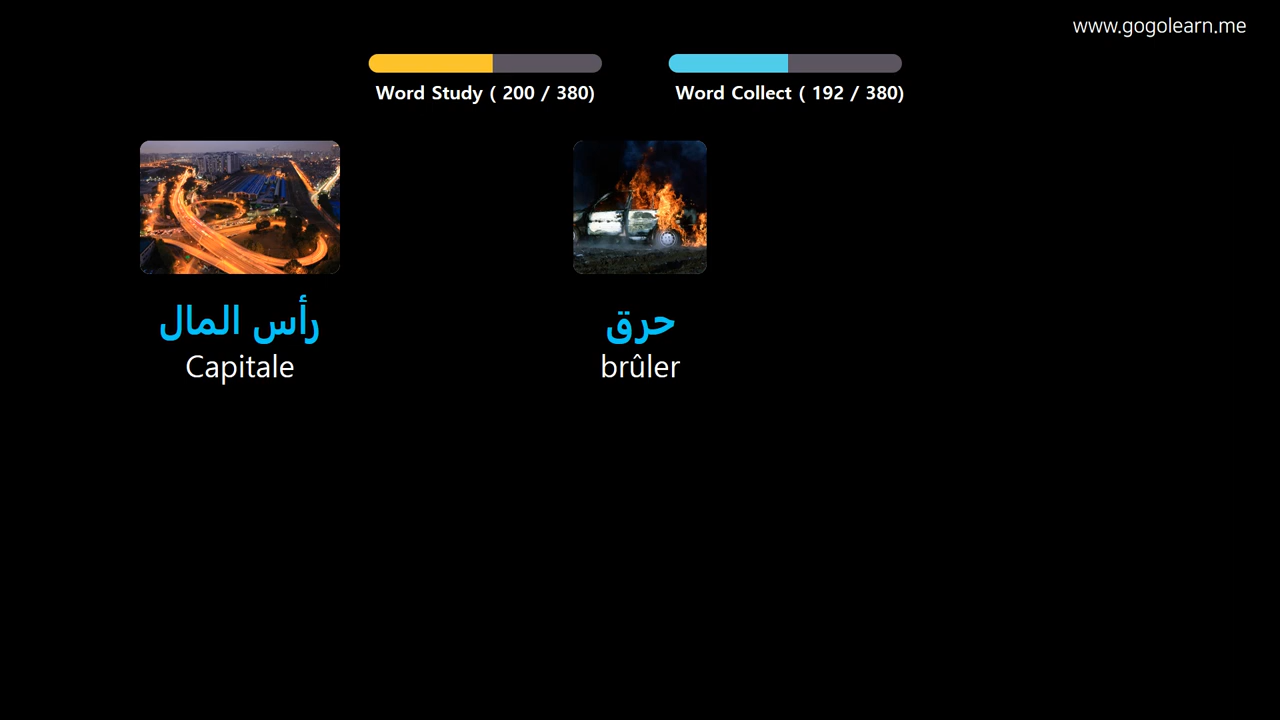 www.gogolearn.me
Word Study ( 200 / 380)
Word Collect ( 192 / 380)
رأس المال
Capitale
حرق
brûler